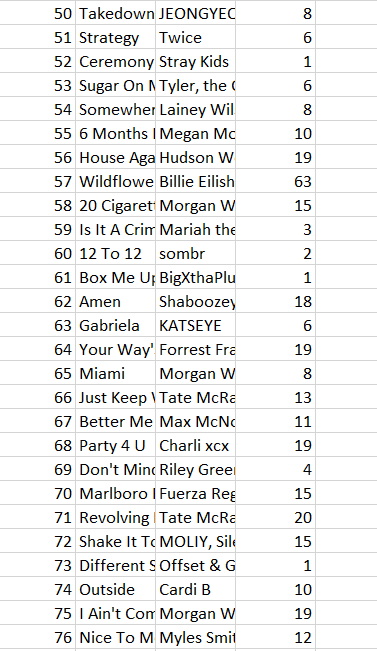 50 Takedown JEONGYEO 8
51 Strategy Twice 6
52 Ceremony Stray Kids 1
53 Sugar On Tyler, the 6
54 Somewher Lainey Wil 8
55 6 Months Megan Mo 10
56 House Aga Hudson W 19
57 Wildflowe Billie Eilish 63
58 20 Cigaret Morgan W 15
59 Is It A Crim Mariah the 3
60 12 To 12 sombr 2
61 Box Me Up BigXthaPlu 1
62 Amen Shaboozey 18
63 Gabriela KATSEYE 6
64 Your Way' Forrest Fra 19
65 Miami Morgan W 8
66 Just Keep Tate McRa 13
67 Better Me Max McNo 11
68 Party 4 U Charli xcx 19
69 Don't Mind Riley Green 4
70 Marlboro Fuerza Reg 15
71 Revolving Tate McRa 20
72 Shake It To MOLIY, Sile 15
73 Different S Offset & G 1
74 Outside Cardi B 10
75 I Ain't Com Morgan W 19
76 Nice To M Myles Smit 12